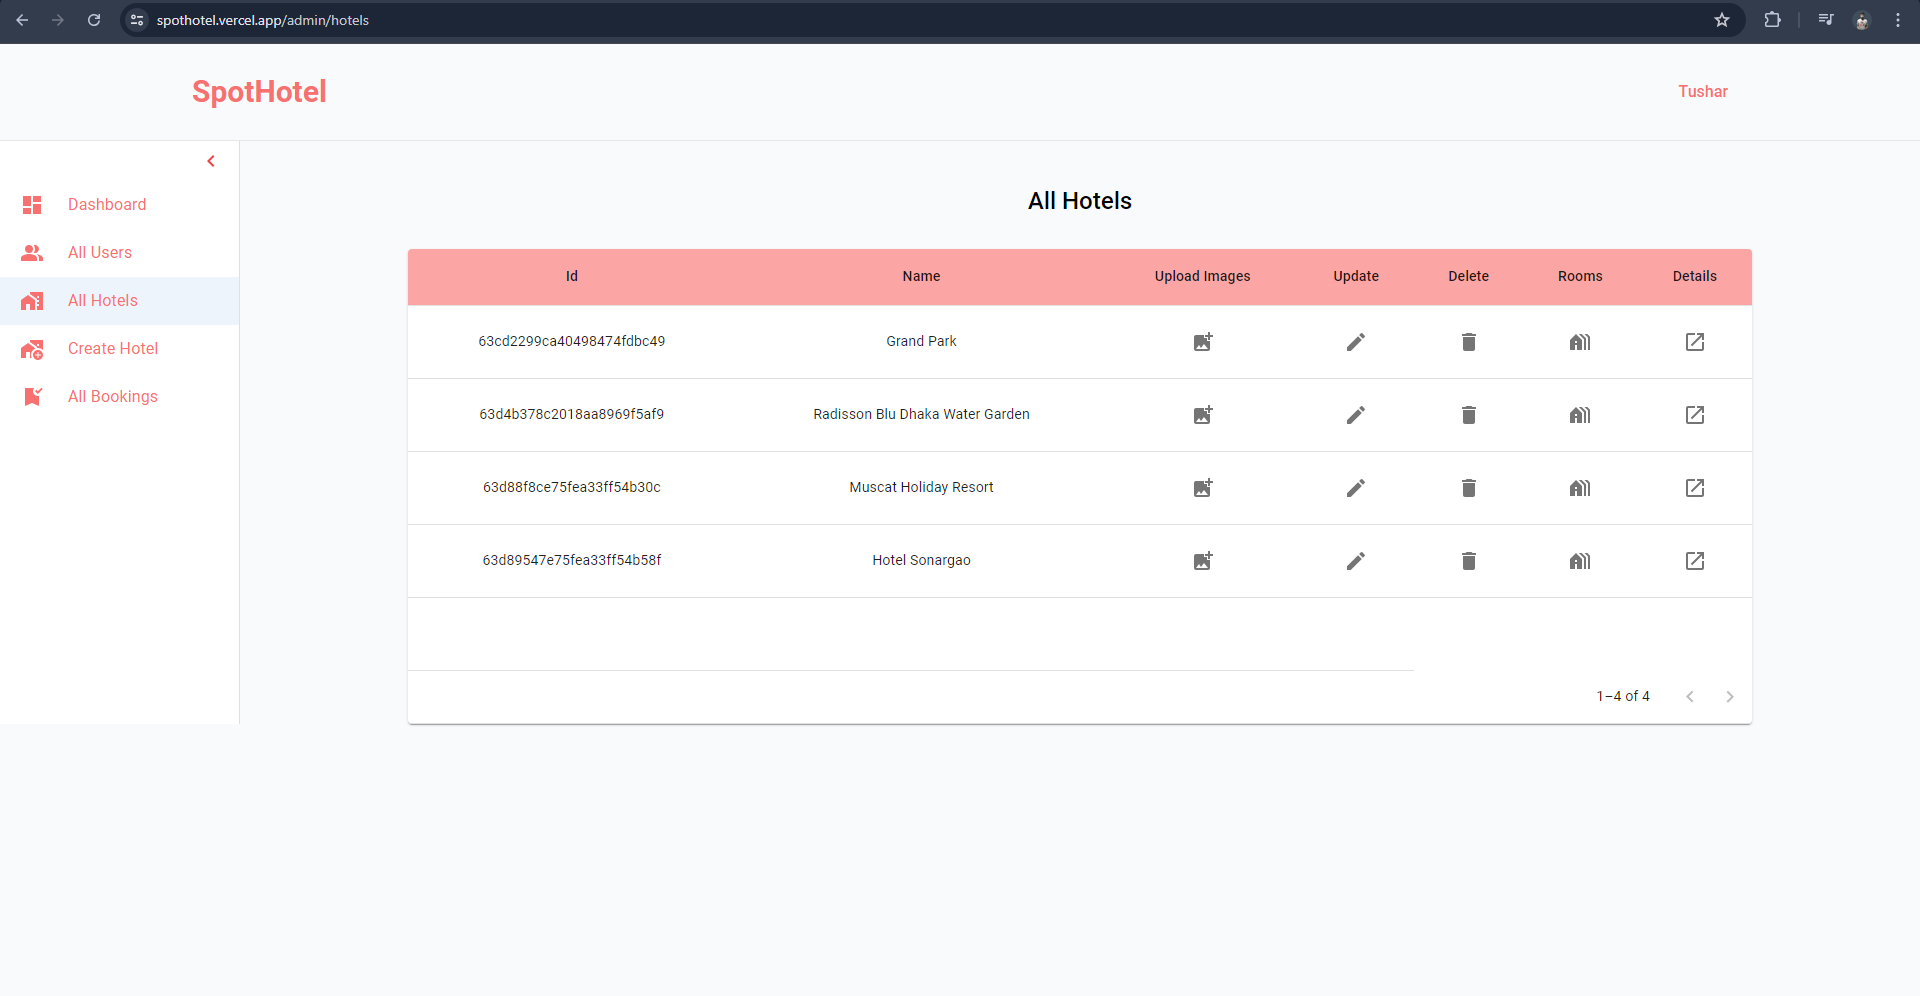 spothotel.vercel.app/admin/hotels
SpotHotel
Tushar
Dashboard
All Users
All Hotels
Create Hotel
All Bookings
All Hotels
Id Name Upload Images Update Delete Rooms Details
63cd2299ca40498474fdbc49 Grand Park
63d4b378c2018aa8969f5af9 Radisson Blu Dhaka Water Garden
63d88f8ce75fea33ff54b30c Muscat Holiday Resort
63d89547e75fea33ff54b58f Hotel Sonargao
1–4 of 4